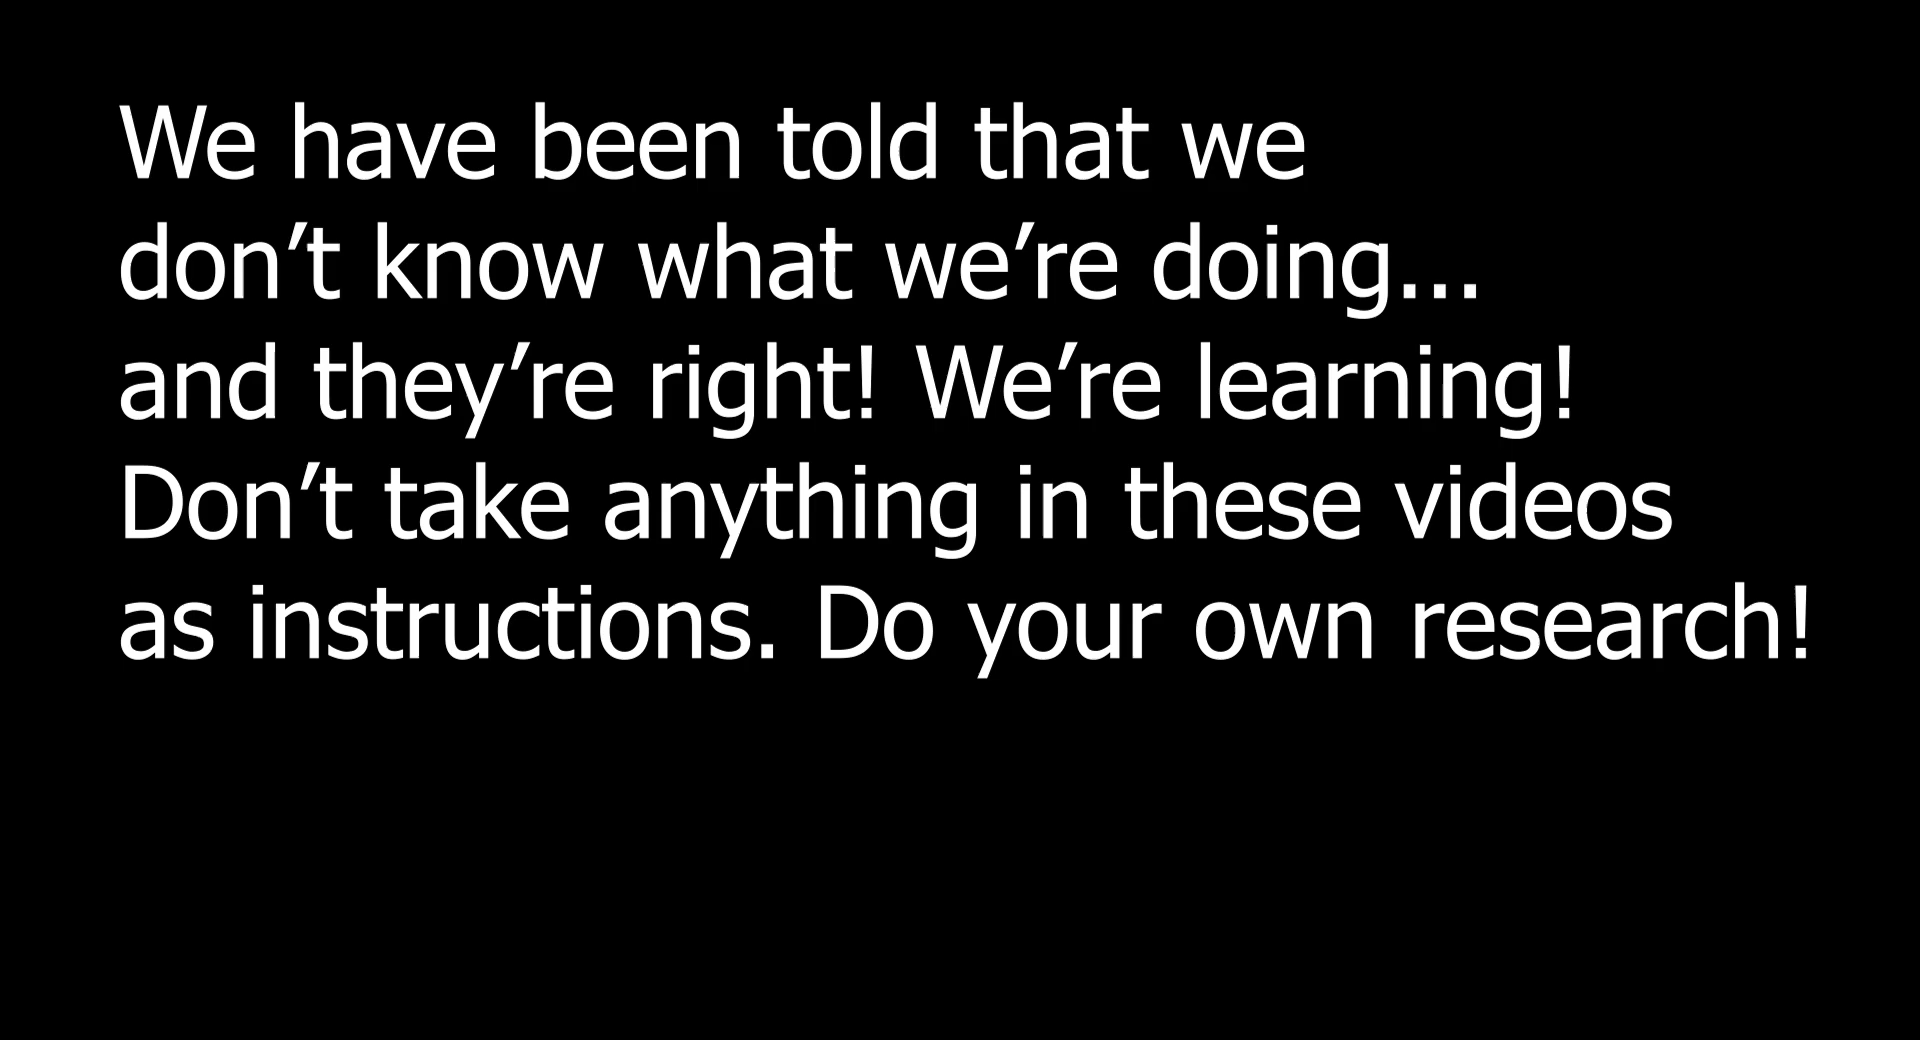 We have been told that we
don’t know what we’re doing...
and they’re right! We’re learning!
Don’t take anything in these videos
as instructions. Do your own research!